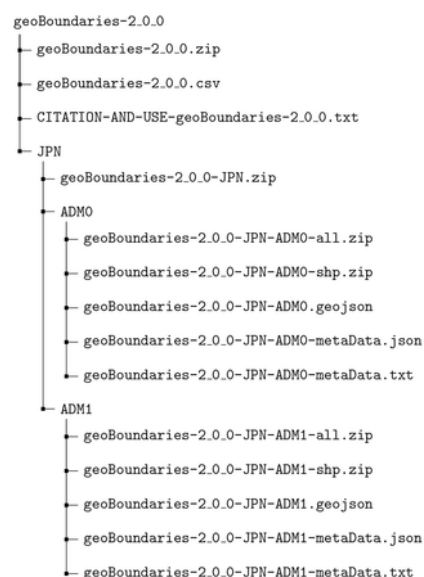 geoBoundaries-2_0_0
geoBoundaries-2_0_0.zip
geoBoundaries-2_0_0.csv
CITATION-AND-USE-geoBoundaries-2_0_0.txt
JPN
geoBoundaries-2_0_0-JPN.zip
ADM0
geoBoundaries-2_0_0-JPN-ADM0-all.zip
geoBoundaries-2_0_0-JPN-ADM0-shp.zip
geoBoundaries-2_0_0-JPN-ADM0.geojson
geoBoundaries-2_0_0-JPN-ADM0-metaData.json
geoBoundaries-2_0_0-JPN-ADM0-metaData.txt
ADM1
geoBoundaries-2_0_0-JPN-ADM1-all.zip
geoBoundaries-2_0_0-JPN-ADM1-shp.zip
geoBoundaries-2_0_0-JPN-ADM1.geojson
geoBoundaries-2_0_0-JPN-ADM1-metaData.json
geoBoundaries-2_0_0-JPN-ADM1-metaData.txt